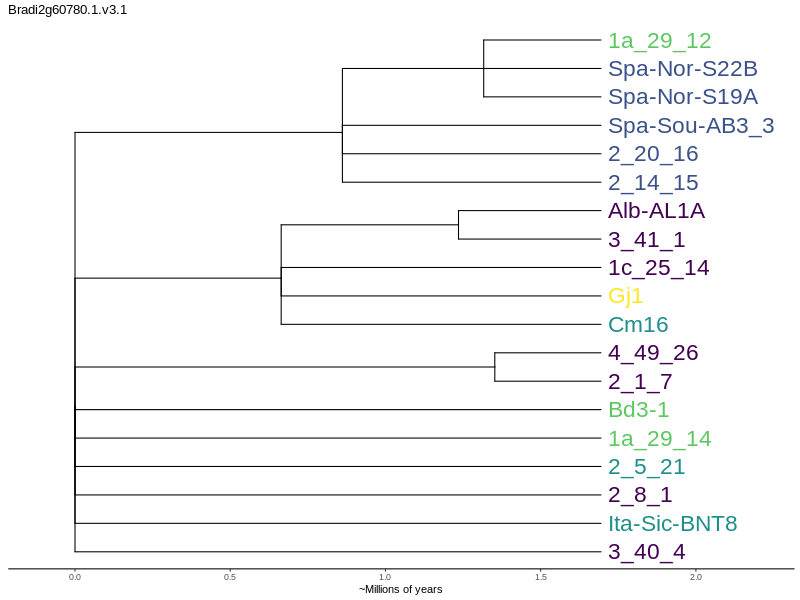 Bradi2g60780.1.v3.1
1a_29_12
Spa-Nor-S22B
Spa-Nor-S19A
Spa-Sou-AB3_3
2_20_16
2_14_15
Alb-AL1A
3_41_1
1c_25_14
Gj1
Cm16
4_49_26
2_1_7
Bd3-1
1a_29_14
2_5_21
2_8_1
Ita-Sic-BNT8
3_40_4
0.0 0.5 1.0 1.5 2.0
~Millions of years